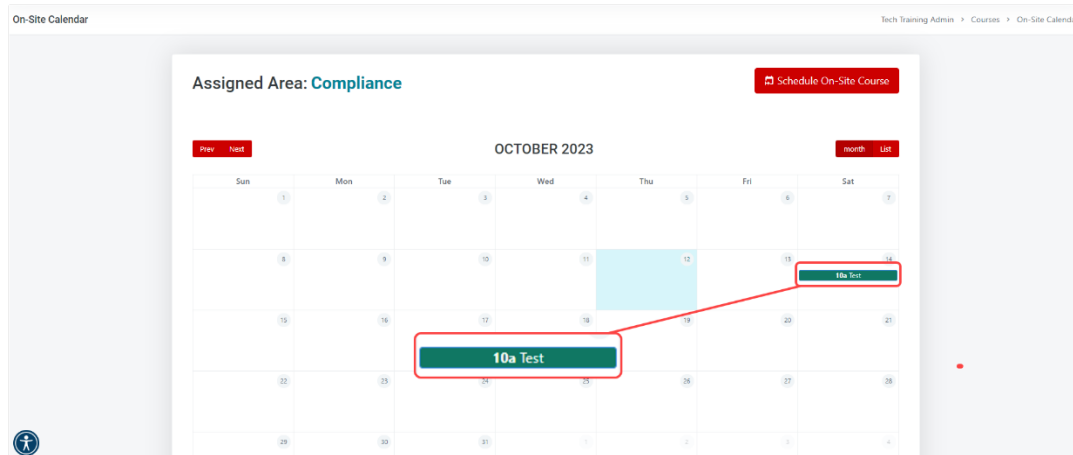 On-Site Calendar
Tech Training Admin > Courses > On-Site Calenda
Assigned Area: Compliance
Schedule On-Site Course
Prev Next
OCTOBER 2023
month List
Sun Mon Tue Wed Thu Fri Sat
1 2 3 4 5 6 7
8 9 10 11 12 13 14
10a Test
15 16 17 18 19 20 21
10a Test
22 23 24 25 26 27 28
29 30 31 1 2 3 4